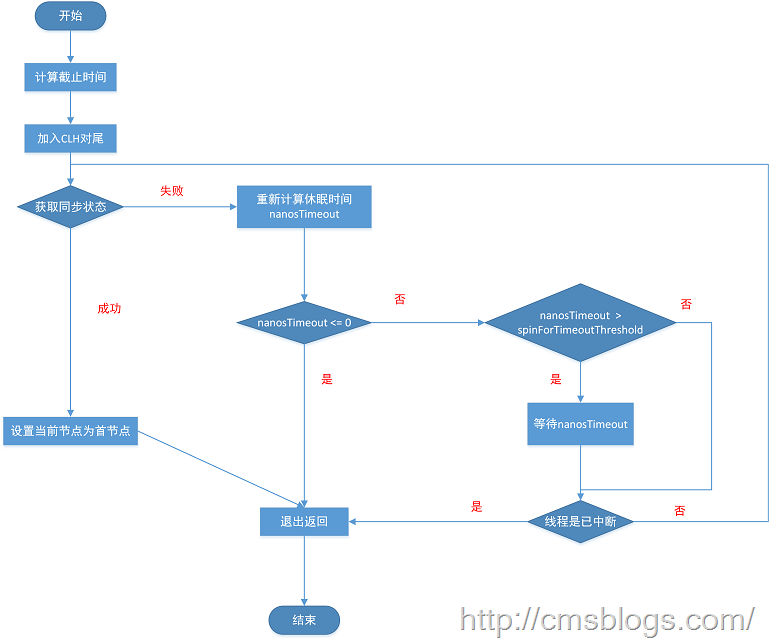 开始
计算截止时间
加入CLH对尾
获取同步状态
失败
重新计算休眠时间
nanosTimeout
成功
nanosTimeout <= 0
否
nanosTimeout >
spinForTimeoutThreshold
否
是
是
等待nanosTimeout
设置当前节点为首节点
退出返回
是
线程是已中断
否
结束
http://cmsblogs.com/